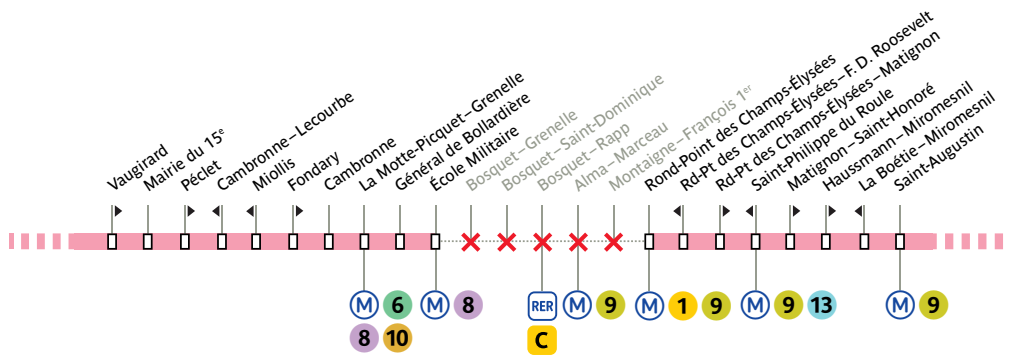 Vaugirard
Mairie du 15e
Péclet
Cambronne – Lecourbe
Miollis
Fondary
Cambronne
La Motte-Picquet – Grenelle
Général de Bollardière
École Militaire
Bosquet – Grenelle
Bosquet – Saint-Dominique
Bosquet – Rapp
Alma – Marceau
Montaigne – François 1er
Rond-Point des Champs-Élysées
Rd-Pt des Champs-Élysées – F. D. Roosevelt
Rd-Pt des Champs-Élysées – Matignon
Saint-Philippe du Roule
Matignon – Saint-Honoré
Haussmann – Miromesnil
La Boétie – Miromesnil
Saint-Augustin
M 6 M 8 RER M 9 M 1 9 M 9 13 M 9
8 10 C